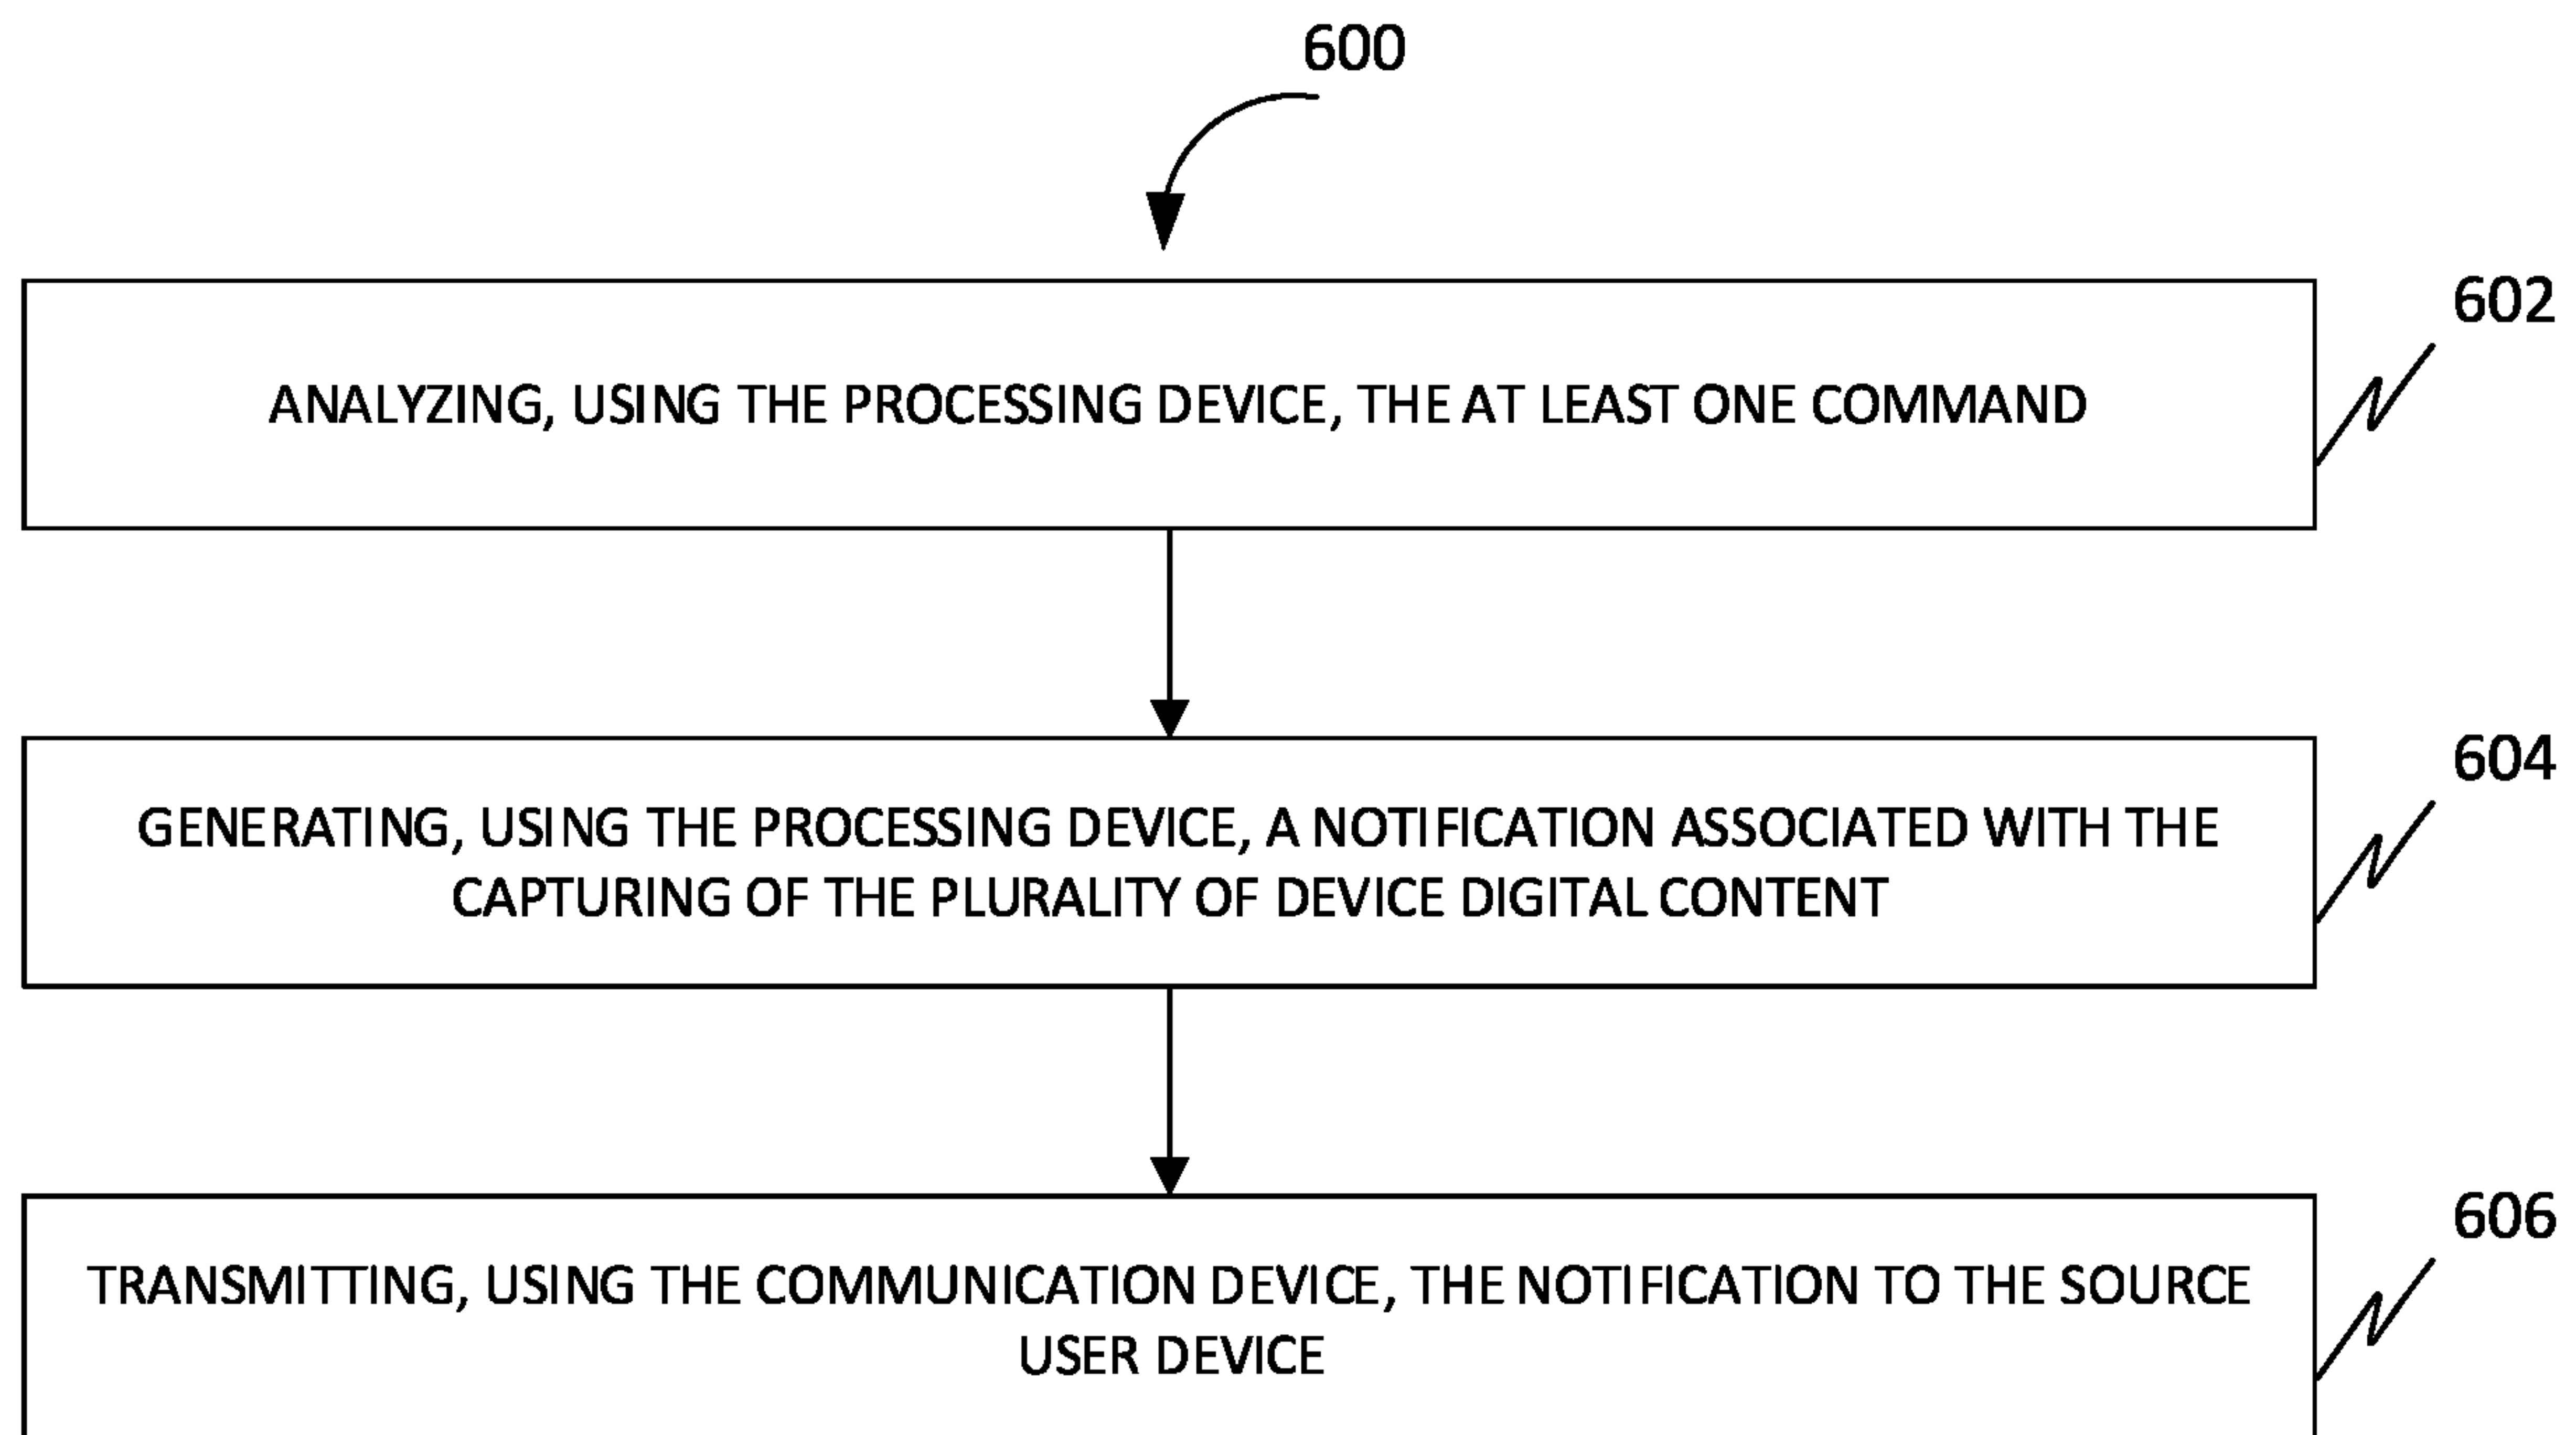 600
602
ANALYZING, USING THE PROCESSING DEVICE, THE AT LEAST ONE COMMAND
604
GENERATING, USING THE PROCESSING DEVICE, A NOTIFICATION ASSOCIATED WITH THE
CAPTURING OF THE PLURALITY OF DEVICE DIGITAL CONTENT
606
TRANSMITTING, USING THE COMMUNICATION DEVICE, THE NOTIFICATION TO THE SOURCE
USER DEVICE